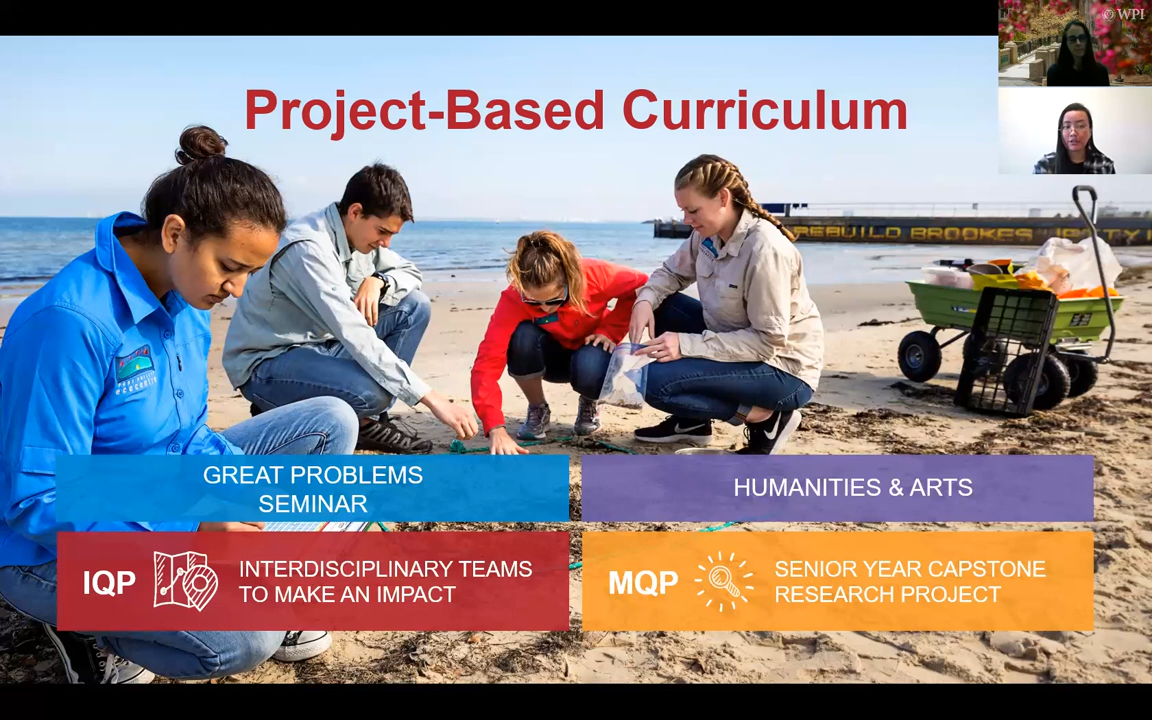 WPI
Project-Based Curriculum
REBUILD BROOKES JETTY
GREAT PROBLEMS
SEMINAR
HUMANITIES & ARTS
IQP
INTERDISCIPLINARY TEAMS
TO MAKE AN IMPACT
MQP
SENIOR YEAR CAPSTONE
RESEARCH PROJECT